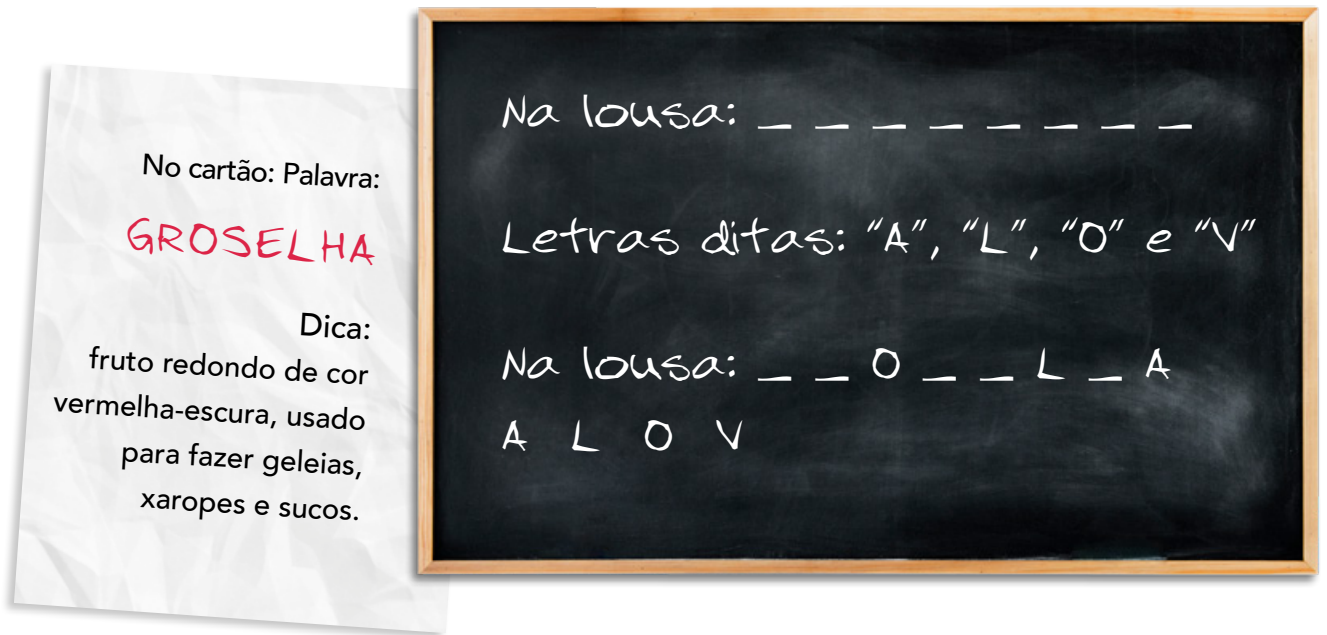 No cartão: Palavra:
GROSELHA
Dica:
fruto redondo de cor
vermelha-escura, usado
para fazer geleias,
xaropes e sucos.
Na lousa: _ _ _ _ _ _ _ _
Letras ditas: “A”, “L”, “O” e “V”
Na lousa: _ _ O _ _ L _ A
A L O V